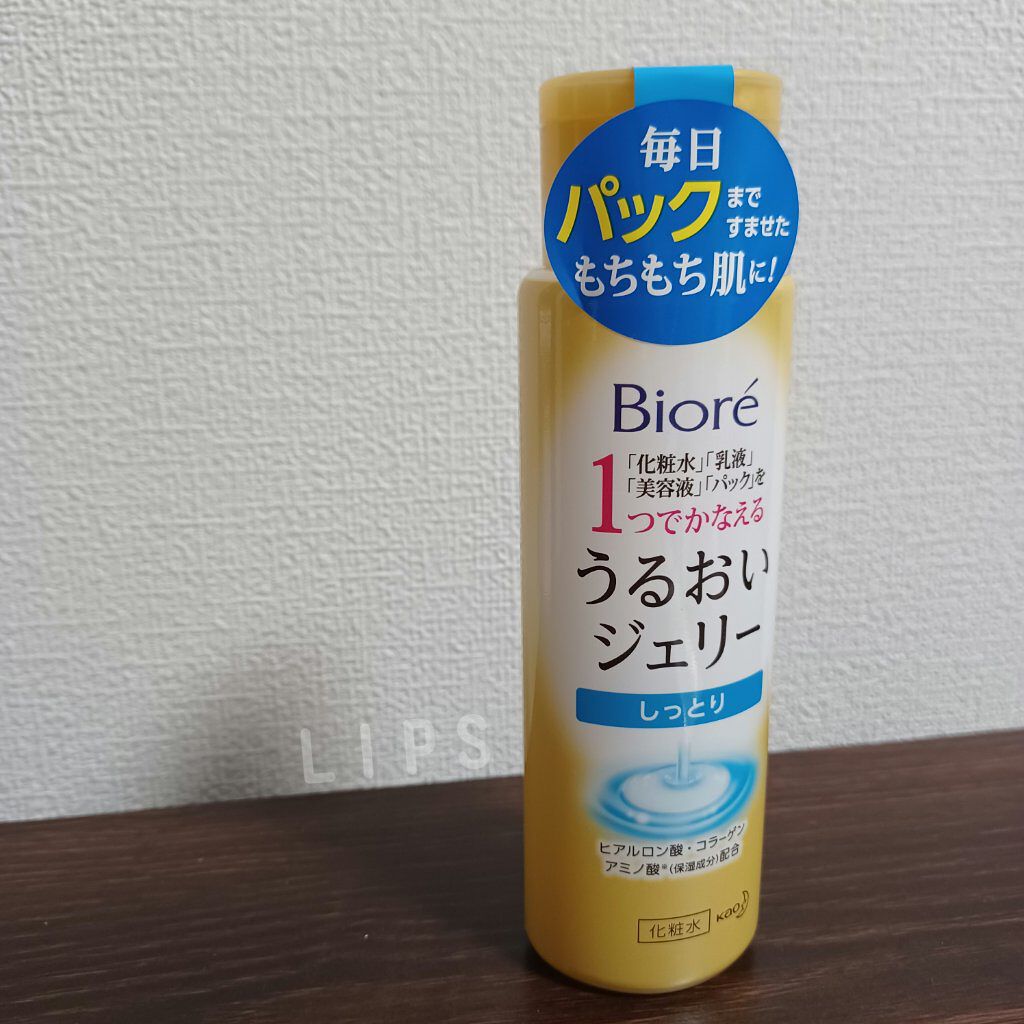 毎日
パックまで
すませた
もちもち肌に!
Bioré
「化粧水」「乳液」
「美容液」「パック」を
1つでかなえる
うるおい
ジェリー
しっとり
ヒアルロン酸・コラーゲン
アミノ酸※(保湿成分)配合
化粧水 Kao
LIPS